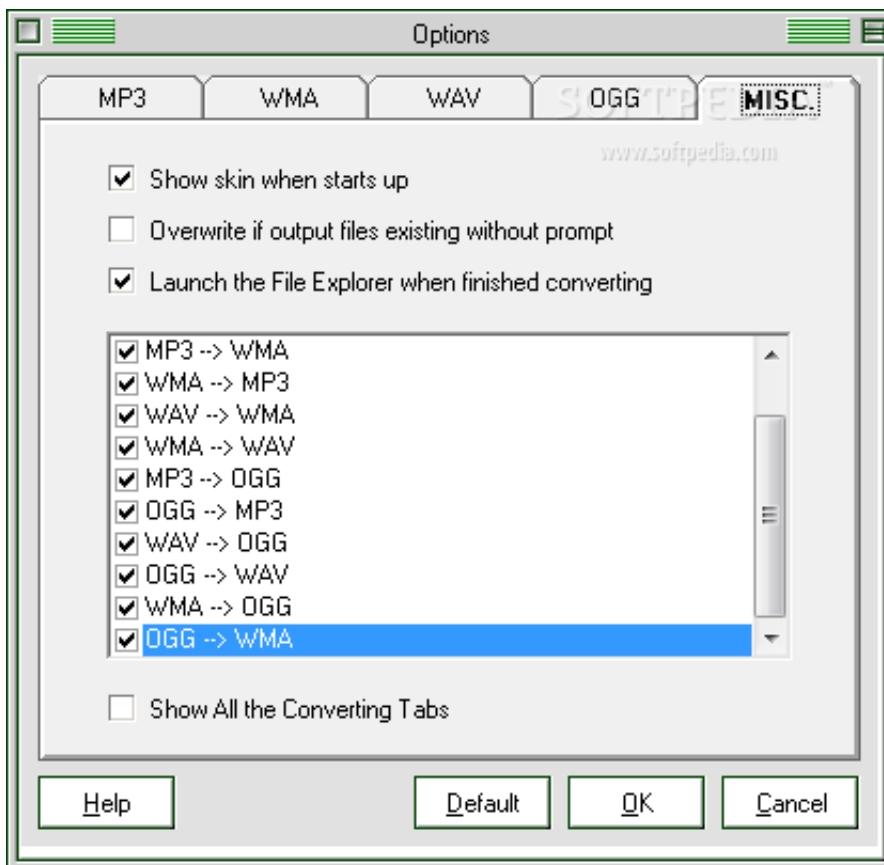 Options
MP3 WMA WAV OGG MISC.
SOFTPEDIA
www.softpedia.com
Show skin when starts up
Overwrite if output files existing without prompt
Launch the File Explorer when finished converting
MP3 --> WMA
WMA --> MP3
WAV --> WMA
WMA --> WAV
MP3 --> OGG
OGG --> MP3
WAV --> OGG
OGG --> WAV
WMA --> OGG
OGG --> WMA
Show All the Converting Tabs
Help Default OK Cancel